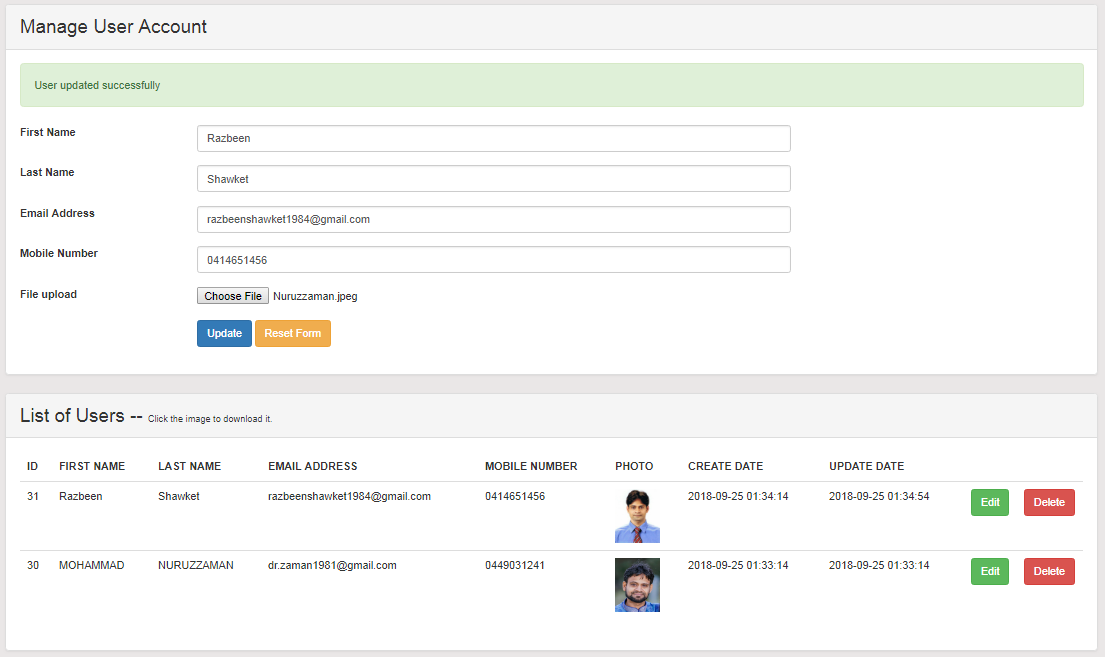 Manage User Account
User updated successfully
First Name Razbeen
Last Name Shawket
Email Address razbeenshawket1984@gmail.com
Mobile Number 0414651456
File upload Choose File Nuruzzaman.jpeg
Update Reset Form
List of Users -- Click the image to download it.
ID FIRST NAME LAST NAME EMAIL ADDRESS MOBILE NUMBER PHOTO CREATE DATE UPDATE DATE
31 Razbeen Shawket razbeenshawket1984@gmail.com 0414651456 2018-09-25 01:34:14 2018-09-25 01:34:54 Edit Delete
30 MOHAMMAD NURUZZAMAN dr.zaman1981@gmail.com 0449031241 2018-09-25 01:33:14 2018-09-25 01:33:14 Edit Delete